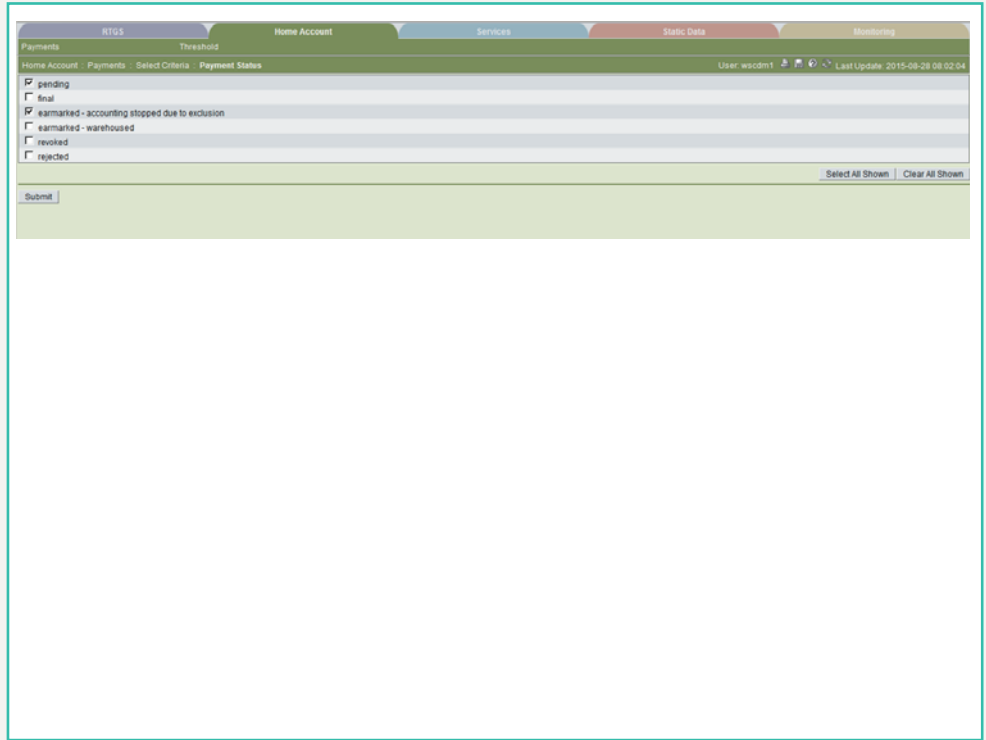 RTGS Home Account Services Static Data Monitoring
Payments Threshold
Home Account : Payments : Select Criteria : Payment Status User: wscdm1 Last Update: 2015-08-28 08:02:04
pending
final
earmarked - accounting stopped due to exclusion
earmarked - warehoused
revoked
rejected
Select All Shown Clear All Shown
Submit